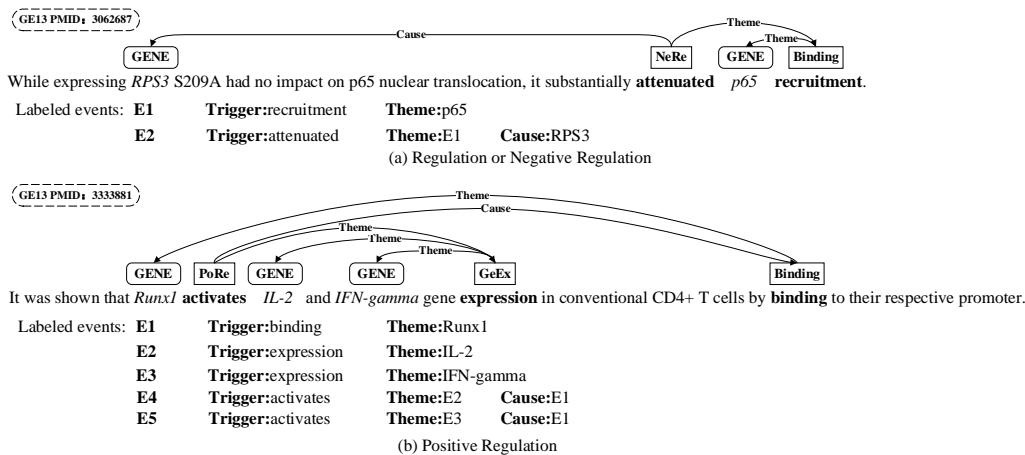 GE13 PMID: 3062687
Cause Theme
Theme
GENE NeRe GENE Binding
While expressing RPS3 S209A had no impact on p65 nuclear translocation, it substantially attenuated p65 recruitment.
Labeled events: E1 Trigger:recruitment Theme:p65
E2 Trigger:attenuated Theme:E1 Cause:RPS3
(a) Regulation or Negative Regulation
GE13 PMID: 3333881
Theme
Cause
Theme
Theme
Theme
GENE PoRe GENE GENE GeEx Binding
It was shown that Runx1 activates IL-2 and IFN-gamma gene expression in conventional CD4+ T cells by binding to their respective promoter.
Labeled events: E1 Trigger:binding Theme:Runx1
E2 Trigger:expression Theme:IL-2
E3 Trigger:expression Theme:IFN-gamma
E4 Trigger:activates Theme:E2 Cause:E1
E5 Trigger:activates Theme:E3 Cause:E1
(b) Positive Regulation